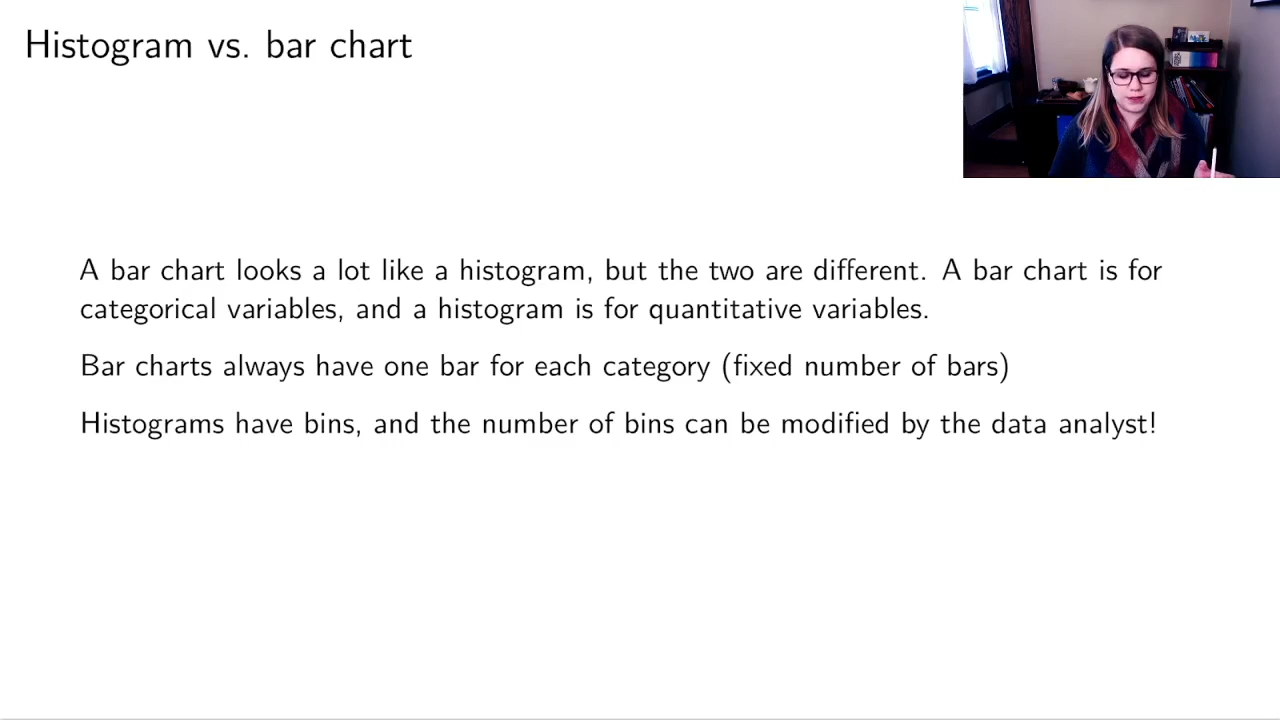 Histogram vs. bar chart
A bar chart looks a lot like a histogram, but the two are different. A bar chart is for
categorical variables, and a histogram is for quantitative variables.
Bar charts always have one bar for each category (fixed number of bars)
Histograms have bins, and the number of bins can be modified by the data analyst!